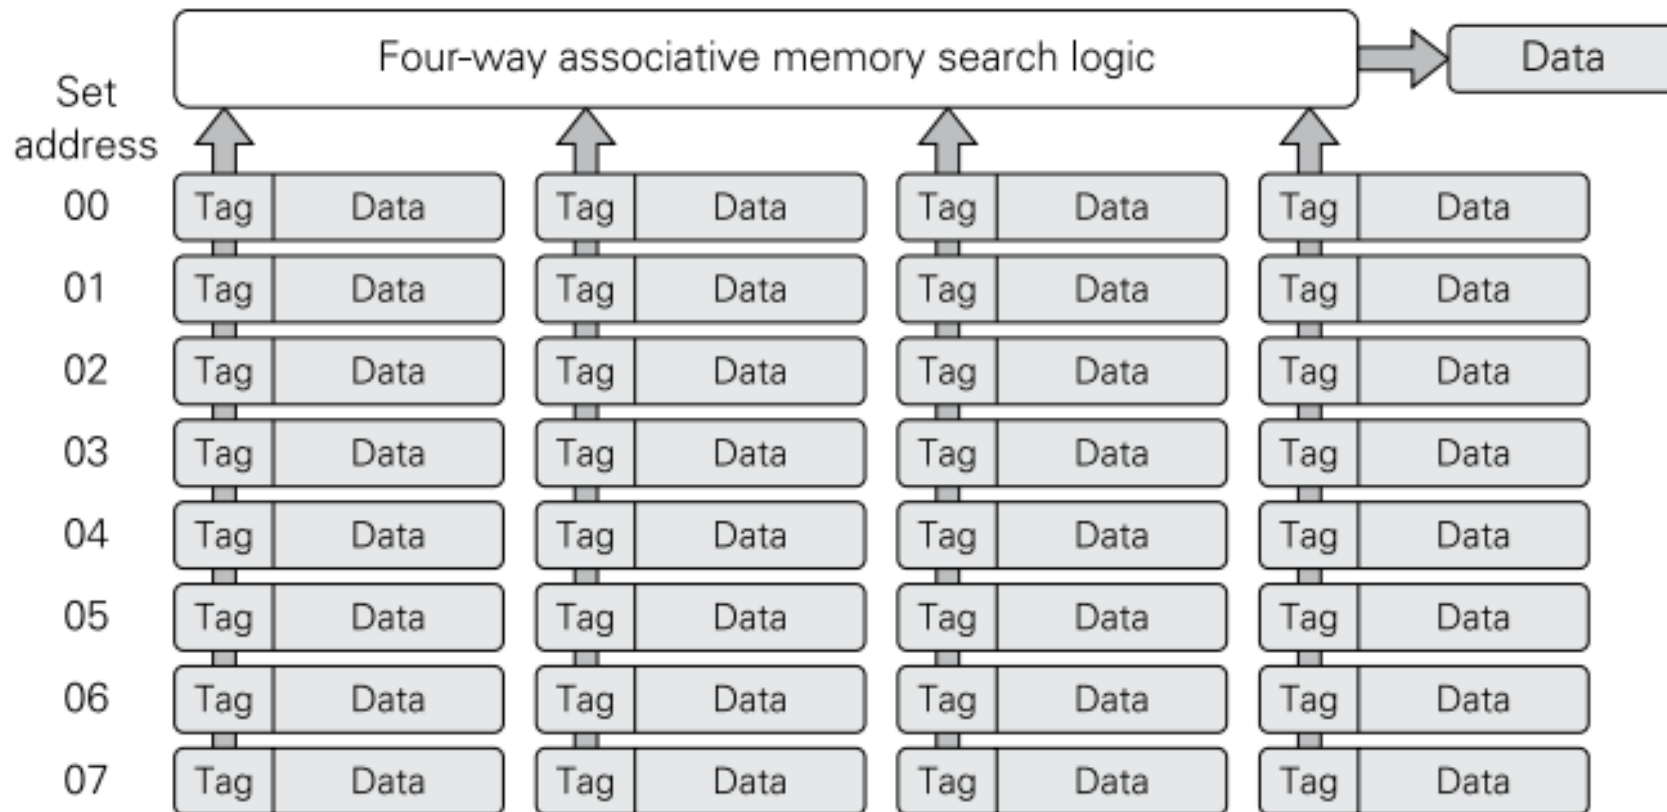 Four-way associative memory search logic
Data
Set
address
00 Tag Data Tag Data Tag Data Tag Data
01 Tag Data Tag Data Tag Data Tag Data
02 Tag Data Tag Data Tag Data Tag Data
03 Tag Data Tag Data Tag Data Tag Data
04 Tag Data Tag Data Tag Data Tag Data
05 Tag Data Tag Data Tag Data Tag Data
06 Tag Data Tag Data Tag Data Tag Data
07 Tag Data Tag Data Tag Data Tag Data